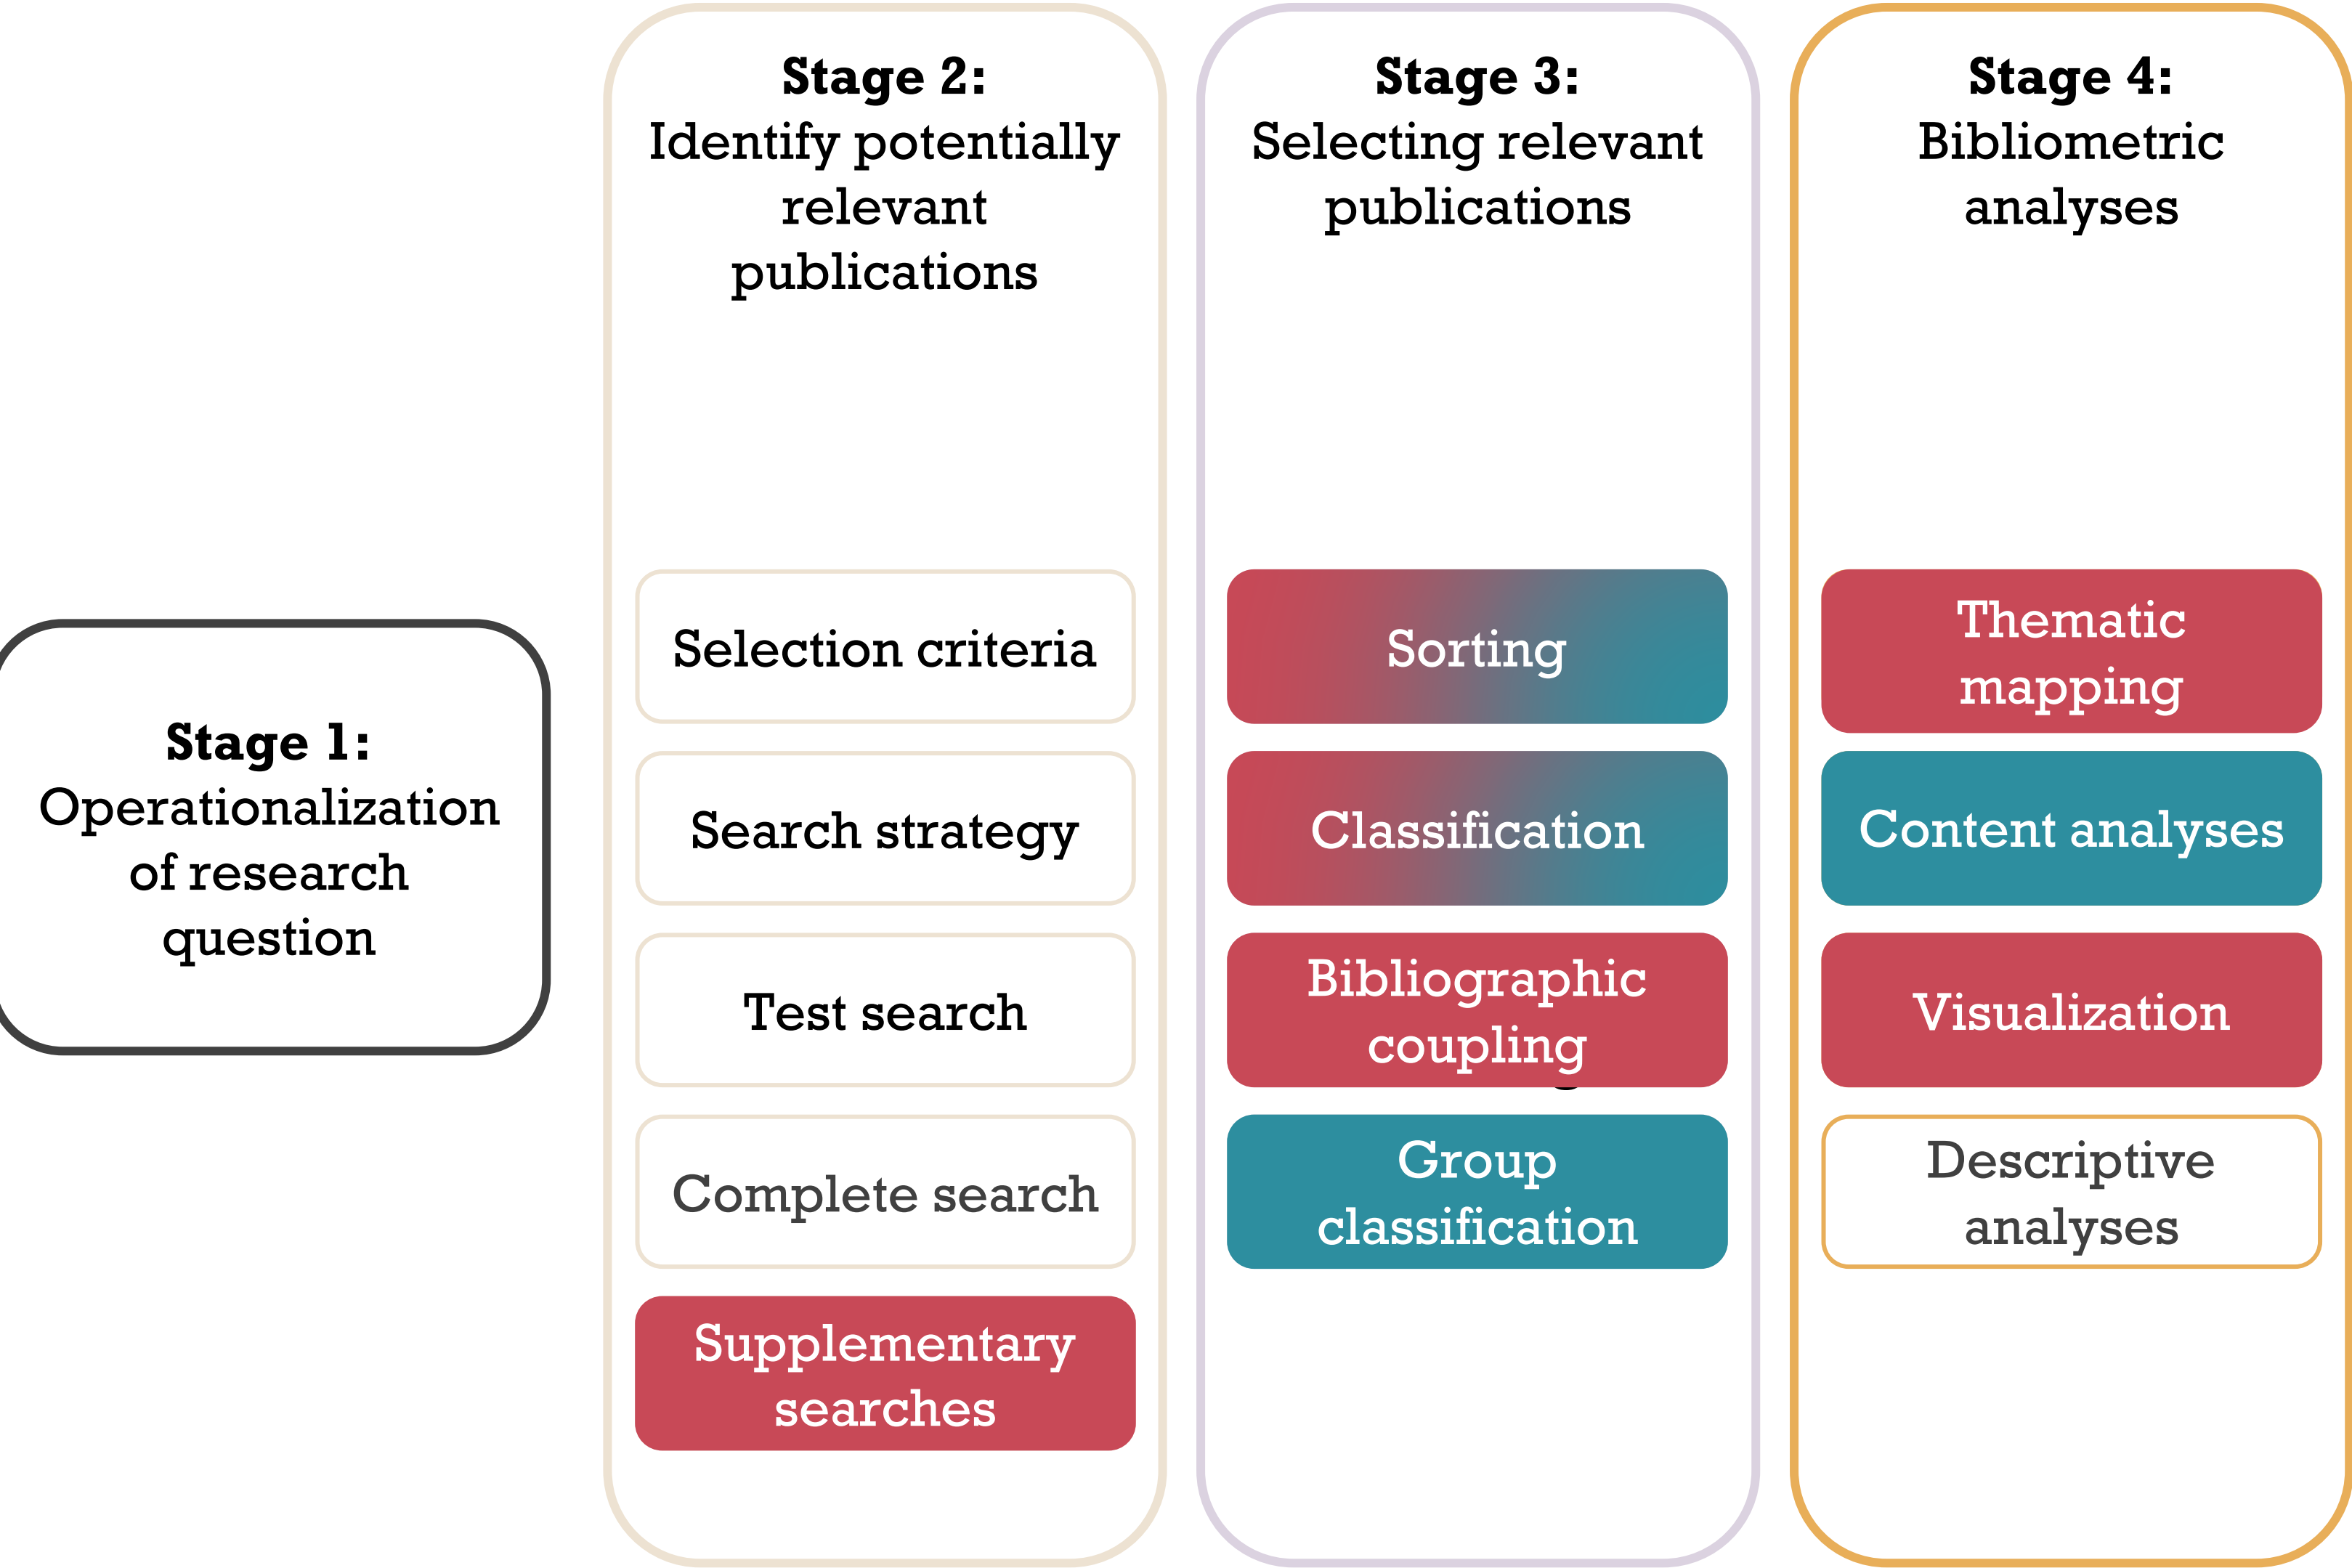 Stage 1:
Operationalization
of research
question
Stage 2:
Identify potentially
relevant
publications
Selection criteria
Search strategy
Test search
Complete search
Supplementary
searches
Stage 3:
Selecting relevant
publications
Sorting
Classification
Bibliographic
coupling
Group
classification
Stage 4:
Bibliometric
analyses
Thematic
mapping
Content analyses
Visualization
Descriptive
analyses